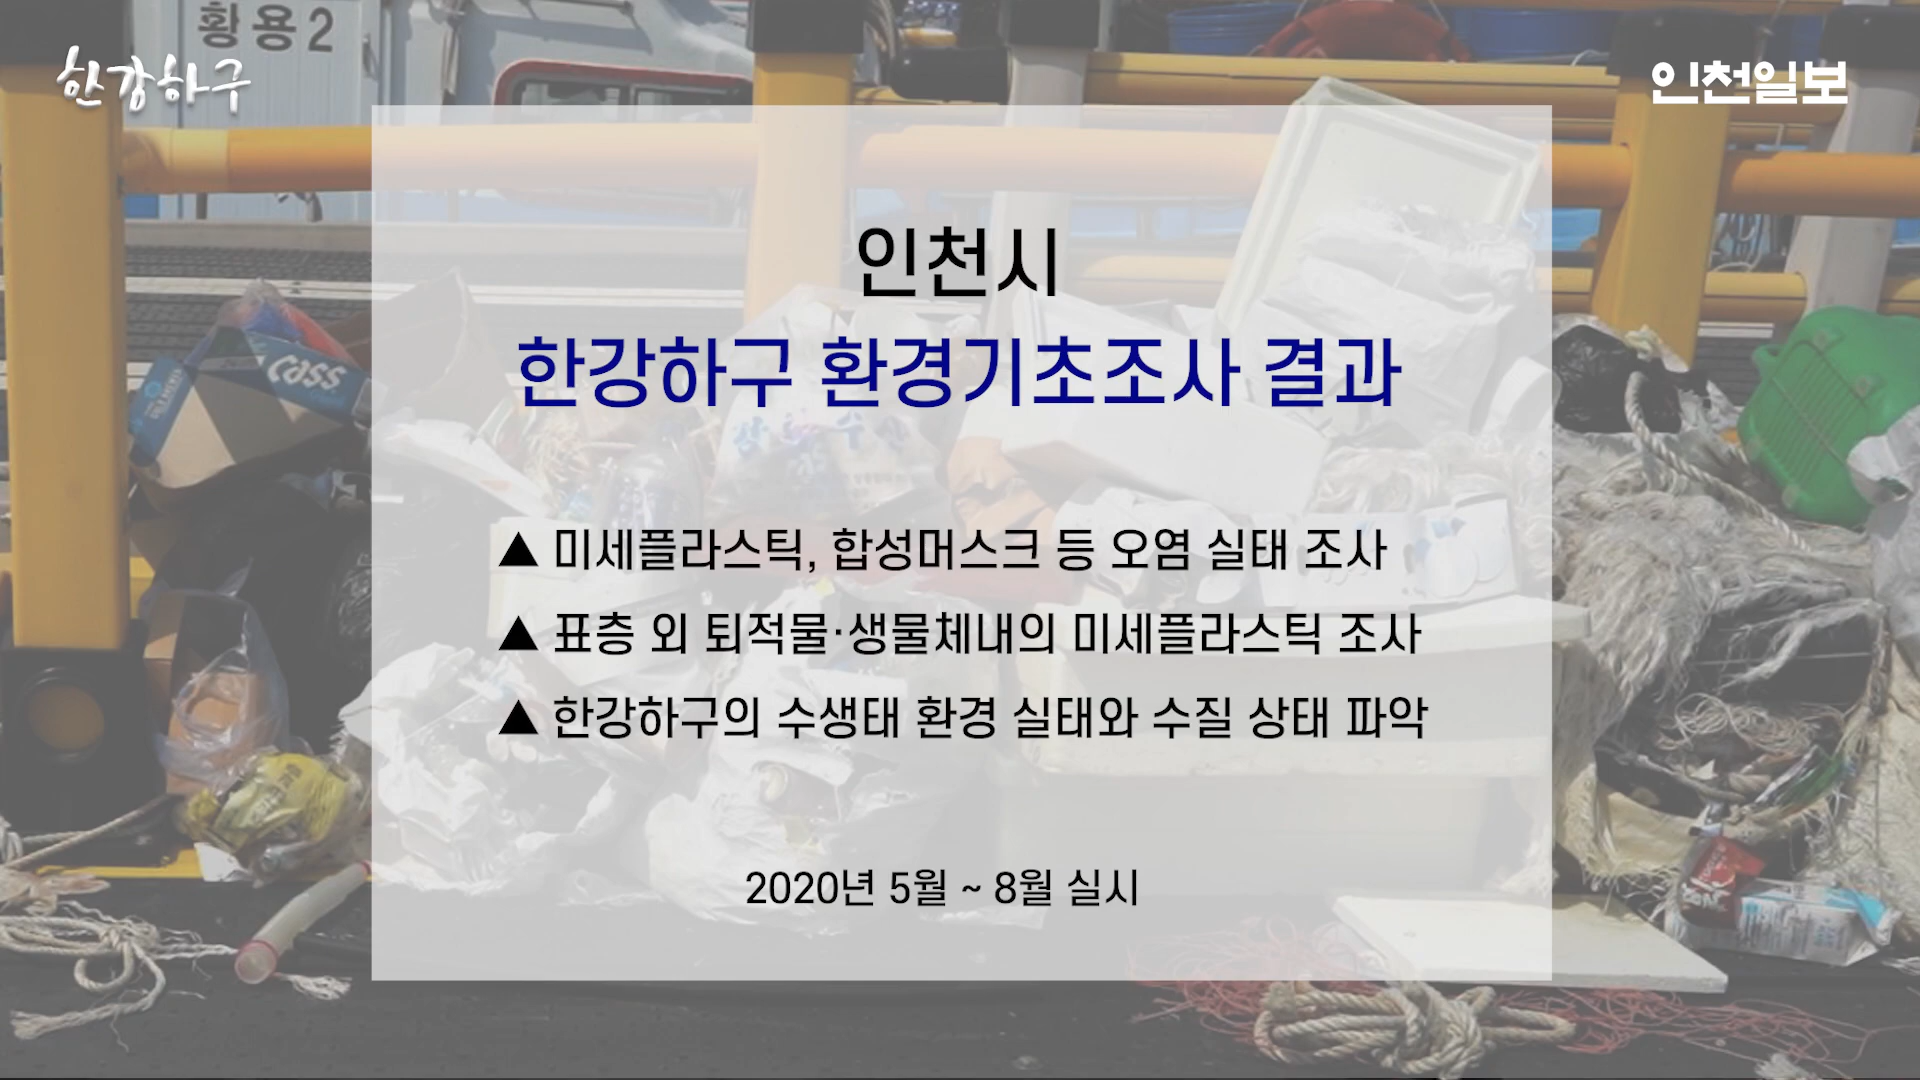 황용2
한강하구
인천일보
인천시
한강하구 환경기초조사 결과
▲ 미세플라스틱, 합성머스크 등 오염 실태 조사
▲ 표층 외 퇴적물·생물체내의 미세플라스틱 조사
▲ 한강하구의 수생태 환경 실태와 수질 상태 파악
2020년 5월 ~ 8월 실시
Cass